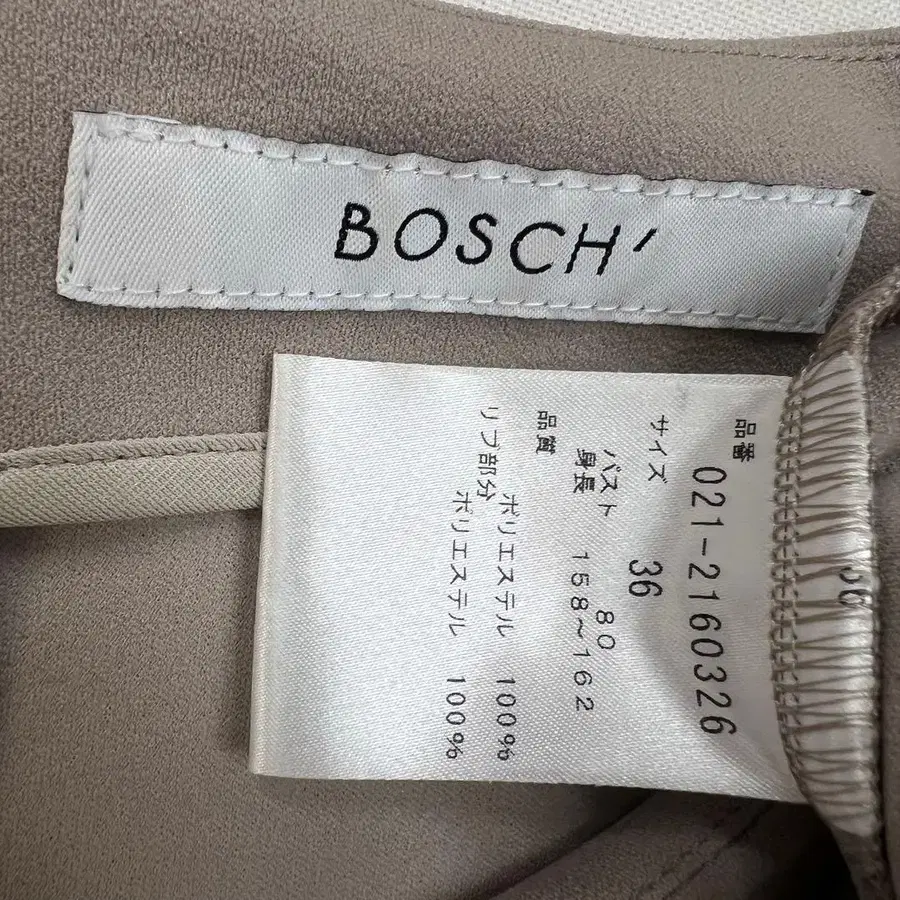 BOSCH'
品番 021-2160326
サイズ 36
バスト 80
身長 158~162
品質
ポリエステル 100%
リブ部分
ポリエステル 100%